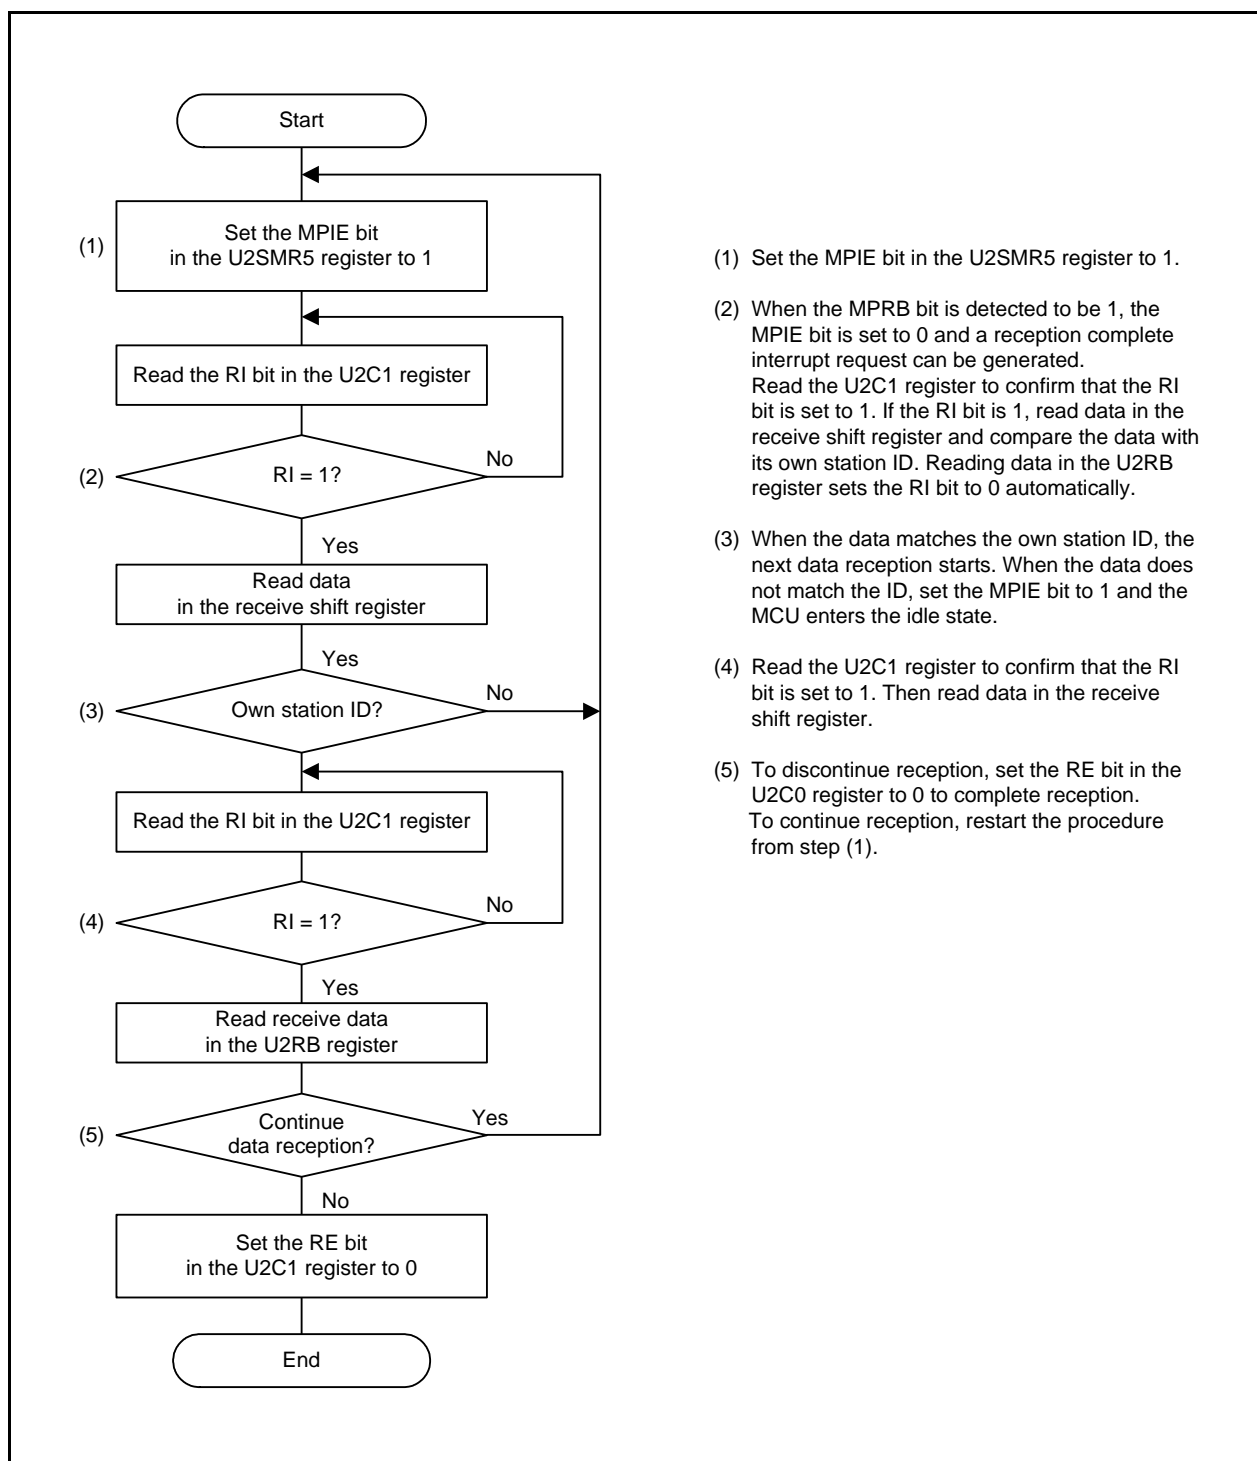 Start
(1)
Set the MPIE bit
in the U2SMR5 register to 1
Read the RI bit in the U2C1 register
(2)
RI = 1?
No
Yes
Read data
in the receive shift register
Yes
(3)
Own station ID?
No
Read the RI bit in the U2C1 register
(4)
RI = 1?
No
Yes
Read receive data
in the U2RB register
(5)
Continue
data reception?
Yes
No
Set the RE bit
in the U2C1 register to 0
End
(1) Set the MPIE bit in the U2SMR5 register to 1.
(2) When the MPRB bit is detected to be 1, the
MPIE bit is set to 0 and a reception complete
interrupt request can be generated.
Read the U2C1 register to confirm that the RI
bit is set to 1. If the RI bit is 1, read data in the
receive shift register and compare the data with
its own station ID. Reading data in the U2RB
register sets the RI bit to 0 automatically.
(3) When the data matches the own station ID, the
next data reception starts. When the data does
not match the ID, set the MPIE bit to 1 and the
MCU enters the idle state.
(4) Read the U2C1 register to confirm that the RI
bit is set to 1. Then read data in the receive
shift register.
(5) To discontinue reception, set the RE bit in the
U2C0 register to 0 to complete reception.
To continue reception, restart the procedure
from step (1).